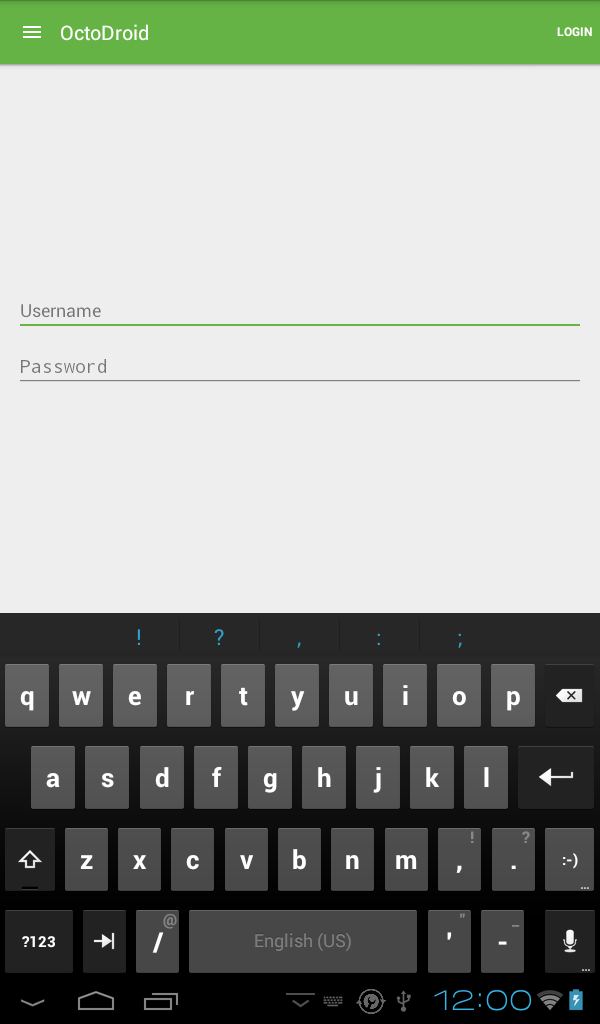 OctoDroid LOGIN
Username
Password
! ? , : ;
q w e r t y u i o p
a s d f g h j k l
z x c v b n m , ! . ? :-) ...
?123 / @ English (US) ' " - _ ...
12:00